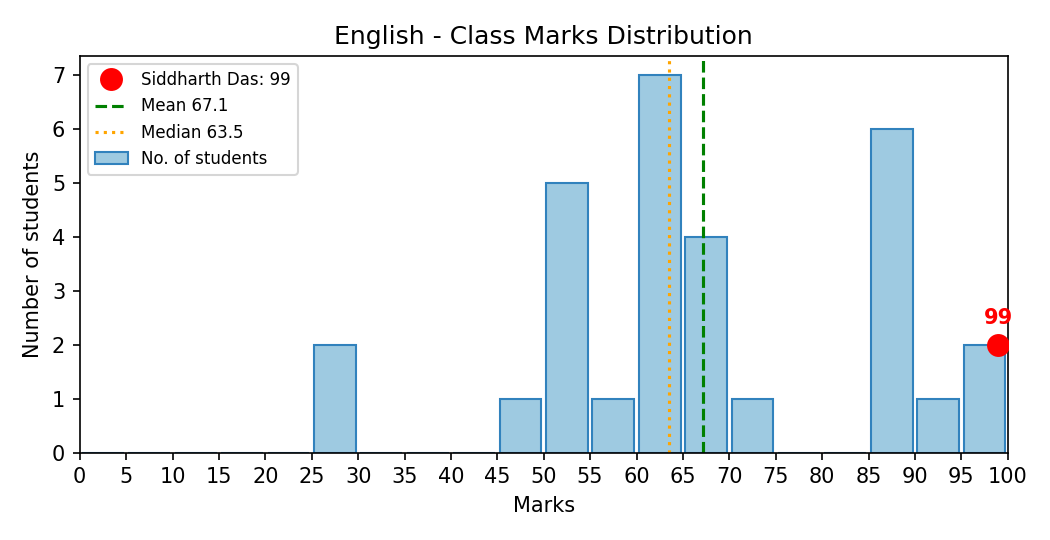 English - Class Marks Distribution
Siddharth Das: 99
Mean 67.1
Median 63.5
No. of students
Number of students
7
6
5
4
3
2
1
0
99
0 5 10 15 20 25 30 35 40 45 50 55 60 65 70 75 80 85 90 95 100
Marks